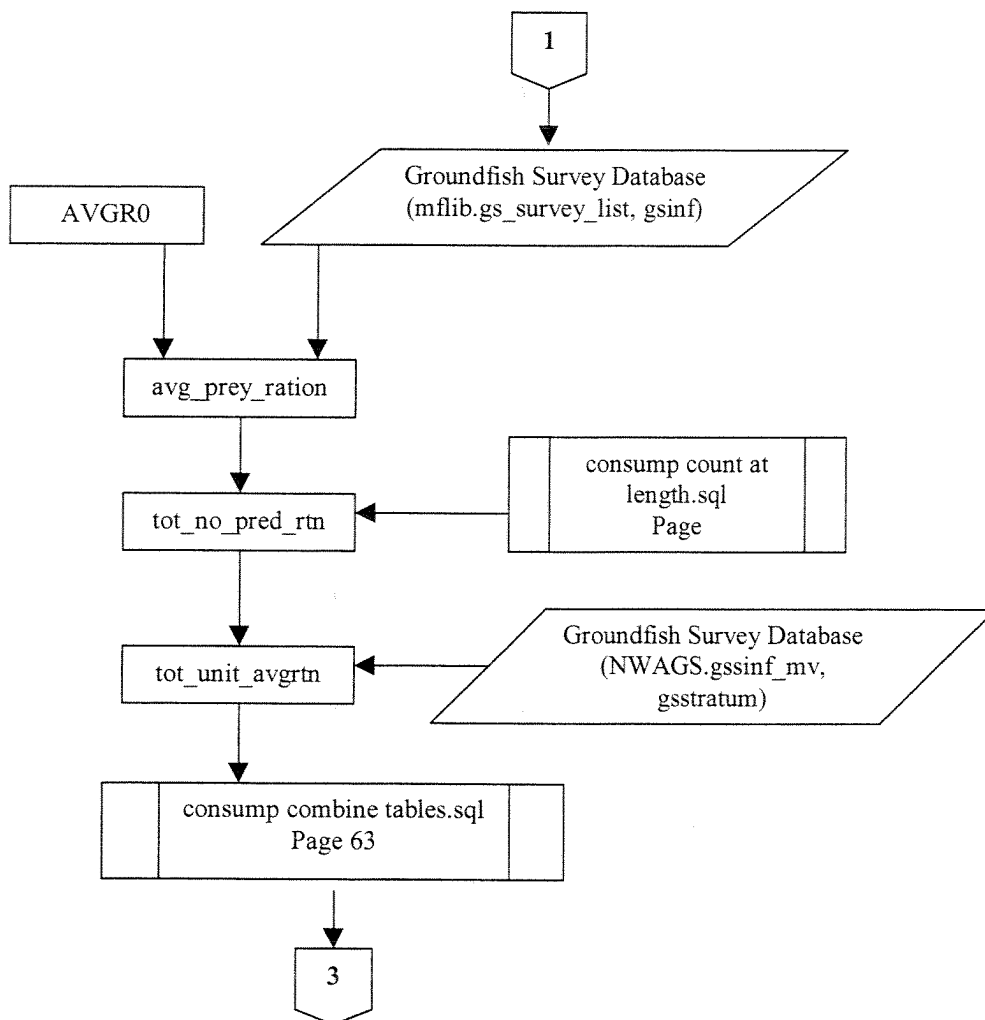 1
Groundfish Survey Database
(mflib.gs_survey_list, gsinf)
AVGR0
avg_prey_ration
consump count at
length.sql
Page
tot_no_pred_rtn
Groundfish Survey Database
(NWAGS.gssinf_mv,
gsstratum)
tot_unit_avgrtn
consump combine tables.sql
Page 63
3